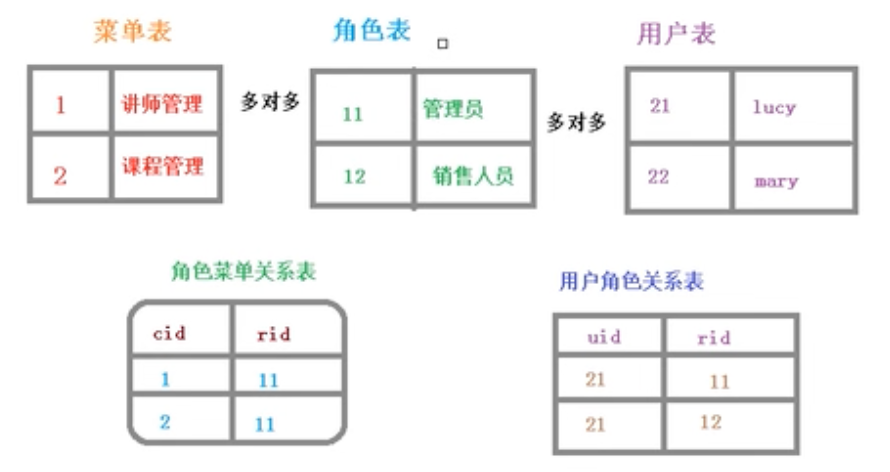 菜单表 角色表 用户表
1 讲师管理 多对多 11 管理员 多对多 21 lucy
2 课程管理 12 销售人员 22 mary
角色菜单关系表 用户角色关系表
cid rid uid rid
1 11 21 11
2 11 21 12